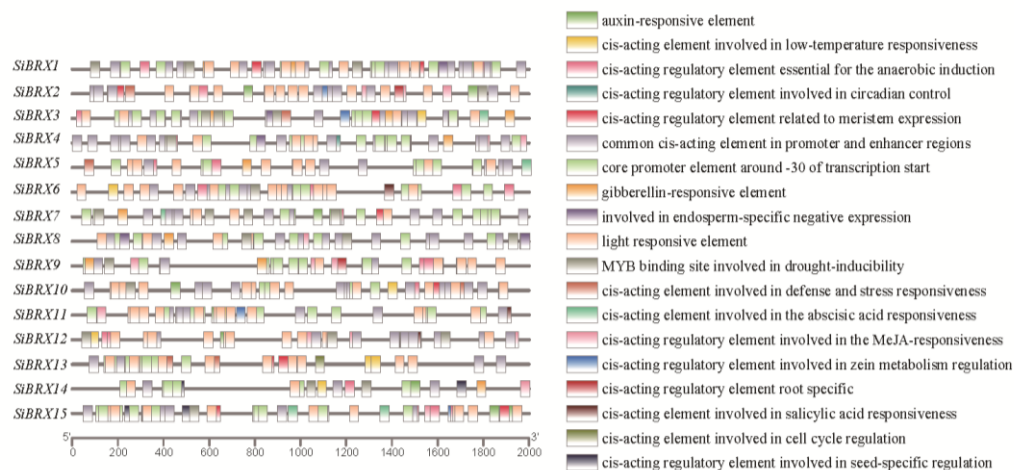 SiBRX1
SiBRX2
SiBRX3
SiBRX4
SiBRX5
SiBRX6
SiBRX7
SiBRX8
SiBRX9
SiBRX10
SiBRX11
SiBRX12
SiBRX13
SiBRX14
SiBRX15
5' 3'
0 200 400 600 800 1000 1200 1400 1600 1800 2000
auxin-responsive element
cis-acting element involved in low-temperature responsiveness
cis-acting regulatory element essential for the anaerobic induction
cis-acting regulatory element involved in circadian control
cis-acting regulatory element related to meristem expression
common cis-acting element in promoter and enhancer regions
core promoter element around -30 of transcription start
gibberellin-responsive element
involved in endosperm-specific negative expression
light responsive element
MYB binding site involved in drought-inducibility
cis-acting element involved in defense and stress responsiveness
cis-acting element involved in the abscisic acid responsiveness
cis-acting element involved in the MeJA-responsiveness
cis-acting element involved in zein metabolism regulation
cis-acting regulatory element root specific
cis-acting element involved in salicylic acid responsiveness
cis-acting element involved in cell cycle regulation
cis-acting regulatory element involved in seed-specific regulation